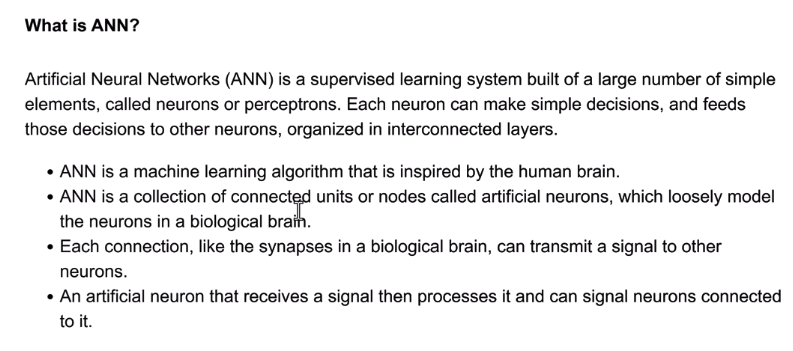 What is ANN?
Artificial Neural Networks (ANN) is a supervised learning system built of a large number of simple
elements, called neurons or perceptrons. Each neuron can make simple decisions, and feeds
those decisions to other neurons, organized in interconnected layers.
• ANN is a machine learning algorithm that is inspired by the human brain.
• ANN is a collection of connected units or nodes called artificial neurons, which loosely model
the neurons in a biological brain.
• Each connection, like the synapses in a biological brain, can transmit a signal to other
neurons.
• An artificial neuron that receives a signal then processes it and can signal neurons connected
to it.